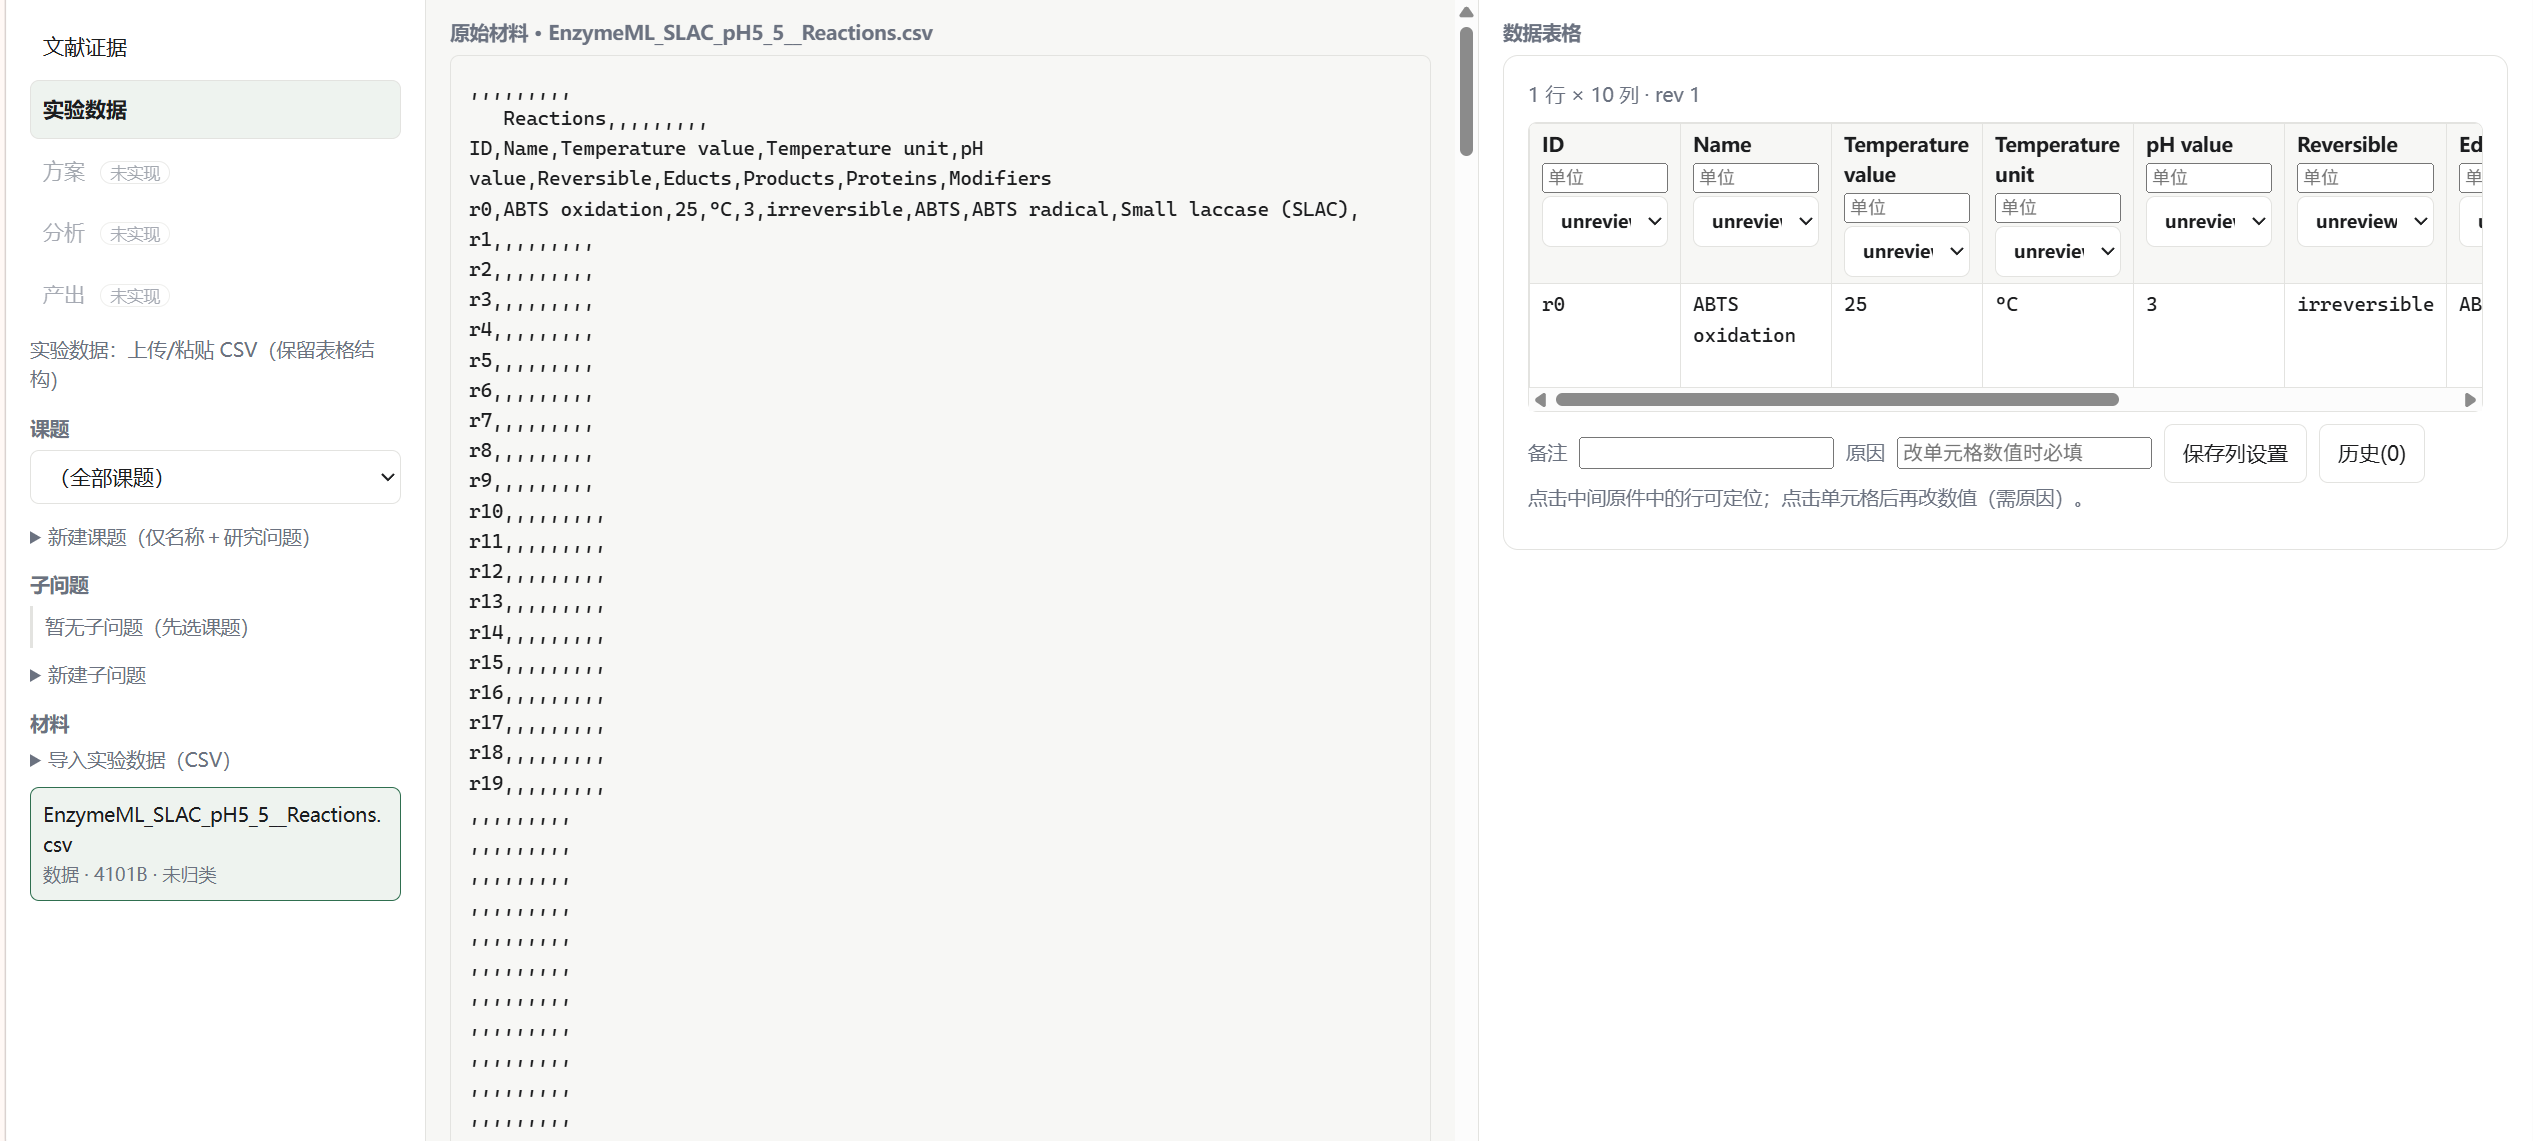 文献证据
实验数据
方案 未实现
分析 未实现
产出 未实现
实验数据：上传/粘贴 CSV（保留表格结
构）
课题
（全部课题）
▶ 新建课题（仅名称 + 研究问题）
子问题
暂无子问题（先选课题）
▶ 新建子问题
材料
▶ 导入实验数据（CSV）
EnzymeML_SLAC_pH5_5__Reactions.
csv
数据 · 4101B · 未归类
原始材料 • EnzymeML_SLAC_pH5_5__Reactions.csv
,,,,,,,,,
Reactions,,,,,,,,,
ID,Name,Temperature value,Temperature unit,pH
value,Reversible,Educts,Products,Proteins,Modifiers
r0,ABTS oxidation,25,°C,3,irreversible,ABTS,ABTS radical,Small laccase (SLAC),
r1,,,,,,,,,
r2,,,,,,,,,
r3,,,,,,,,,
r4,,,,,,,,,
r5,,,,,,,,,
r6,,,,,,,,,
r7,,,,,,,,,
r8,,,,,,,,,
r9,,,,,,,,,
r10,,,,,,,,,
r11,,,,,,,,,
r12,,,,,,,,,
r13,,,,,,,,,
r14,,,,,,,,,
r15,,,,,,,,,
r16,,,,,,,,,
r17,,,,,,,,,
r18,,,,,,,,,
r19,,,,,,,,,
,,,,,,,,,
,,,,,,,,,
,,,,,,,,,
,,,,,,,,,
,,,,,,,,,
,,,,,,,,,
,,,,,,,,,
,,,,,,,,,
,,,,,,,,,
,,,,,,,,,
,,,,,,,,,
数据表格
1 行 × 10 列 · rev 1
ID Name Temperature value Temperature unit pH value Reversible Ed
单位 单位 单位 单位 单位 单位 单
unreview unreview unreview unreview unreview unreview
r0 ABTS oxidation 25 °C 3 irreversible AB
备注 原因 改单元格数值时必填 保存列设置 历史(0)
点击中间原件中的行可定位；点击单元格后再改数值（需原因）。